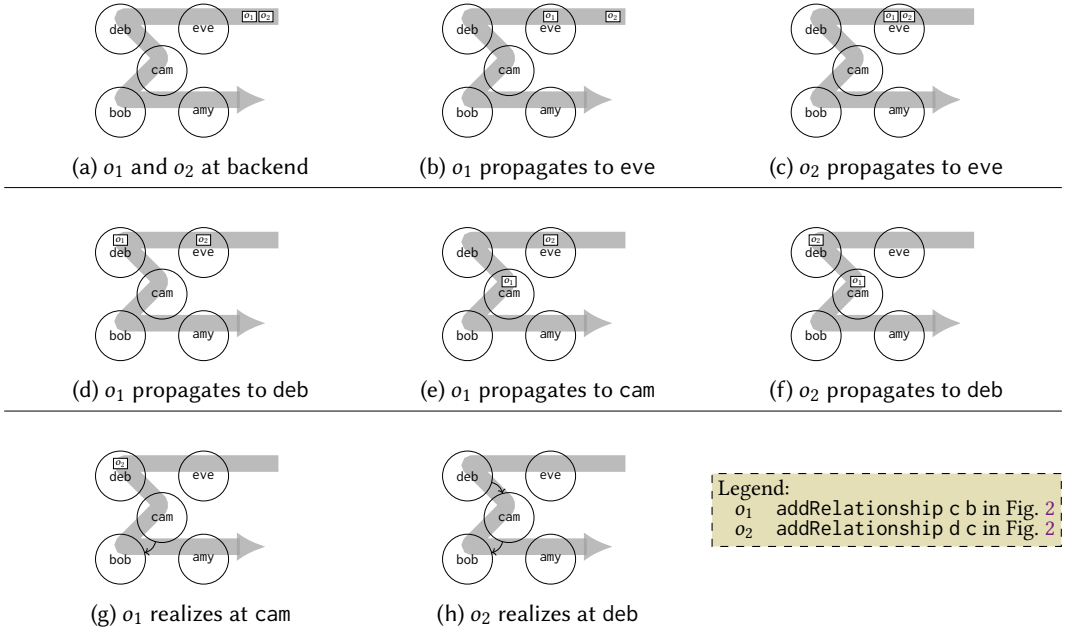 o₁ o₂
deb eve
cam
bob amy
(a) o₁ and o₂ at backend
o₁ o₂
deb eve
cam
bob amy
(b) o₁ propagates to eve
o₁ o₂
deb eve
cam
bob amy
(c) o₂ propagates to eve
o₁ o₂
deb eve
cam
bob amy
(d) o₁ propagates to deb
o₂
deb eve
o₁
cam
bob amy
(e) o₁ propagates to cam
o₂
deb eve
o₁
cam
bob amy
(f) o₂ propagates to deb
o₂
deb eve
cam
bob amy
(g) o₁ realizes at cam
deb eve
cam
bob amy
(h) o₂ realizes at deb
Legend:
o₁ addRelationship c b in Fig. 2
o₂ addRelationship d c in Fig. 2